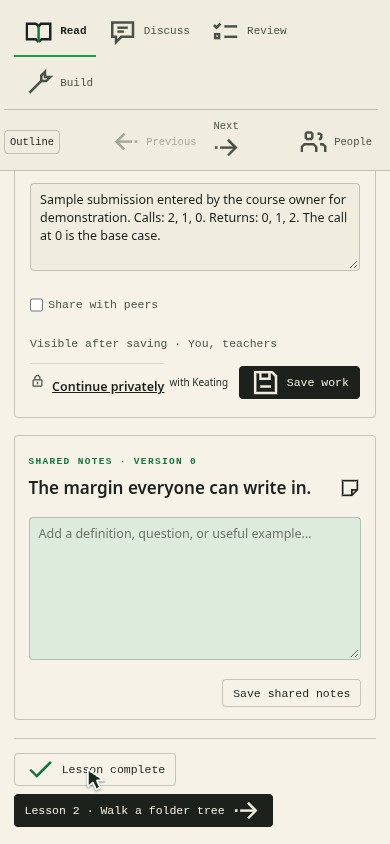 Read
Discuss
Review
Build
Outline
Previous
Next
People
Sample submission entered by the course owner for
demonstration. Calls: 2, 1, 0. Returns: 0, 1, 2. The call
at 0 is the base case.
Share with peers
Visible after saving · You, teachers
Continue privately with Keating
Save work
SHARED NOTES · VERSION 0
The margin everyone can write in.
Add a definition, question, or useful example...
Save shared notes
Lesson complete
Lesson 2 · Walk a folder tree